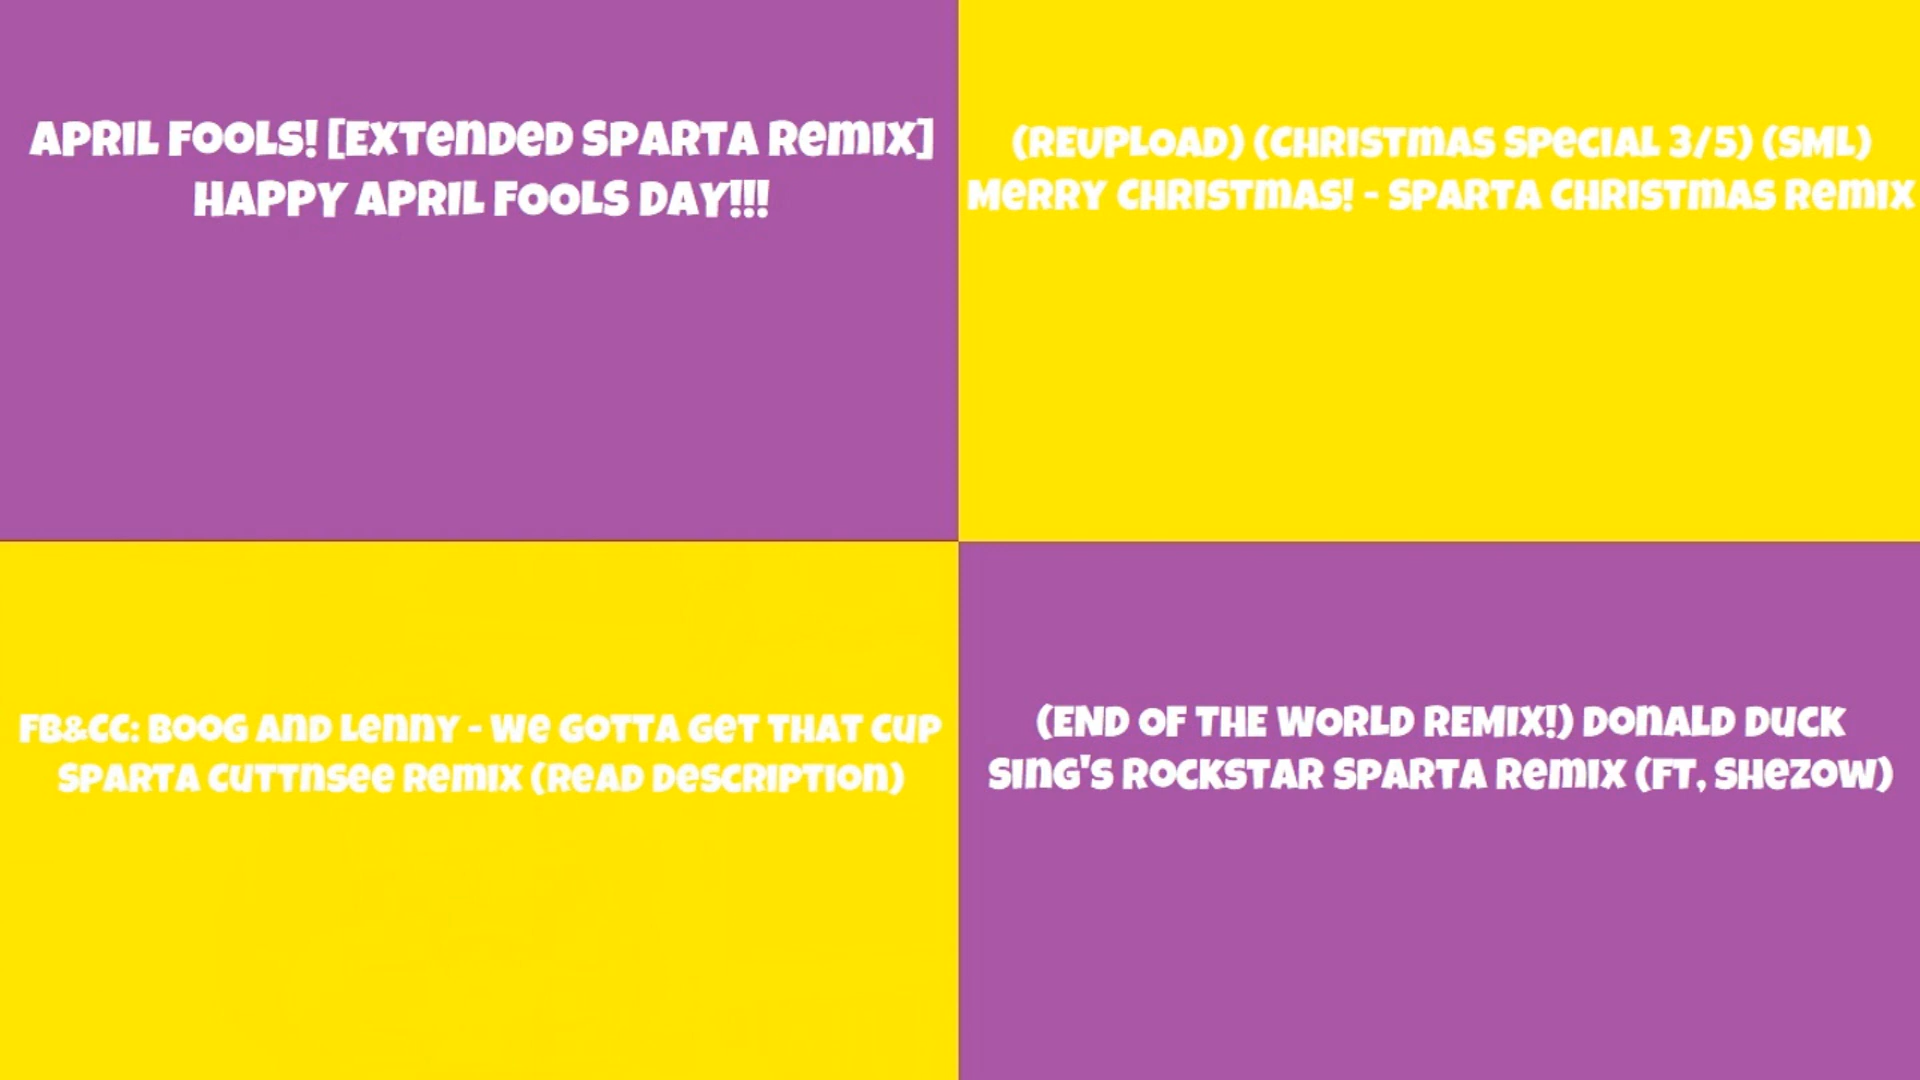 APRIL FOOLS! [Extended Sparta Remix]
HAPPY APRIL FOOLS DAY!!!
(REUPLOAD) (Christmas Special 3/5) (SML)
Merry Christmas! - Sparta Christmas Remix
FB&CC: Boog and Lenny - We Gotta Get That Cup
Sparta Cuttnsee Remix (Read Description)
(END OF THE WORLD REMIX!) Donald Duck
Sing's Rockstar Sparta Remix (Ft, Shezow)